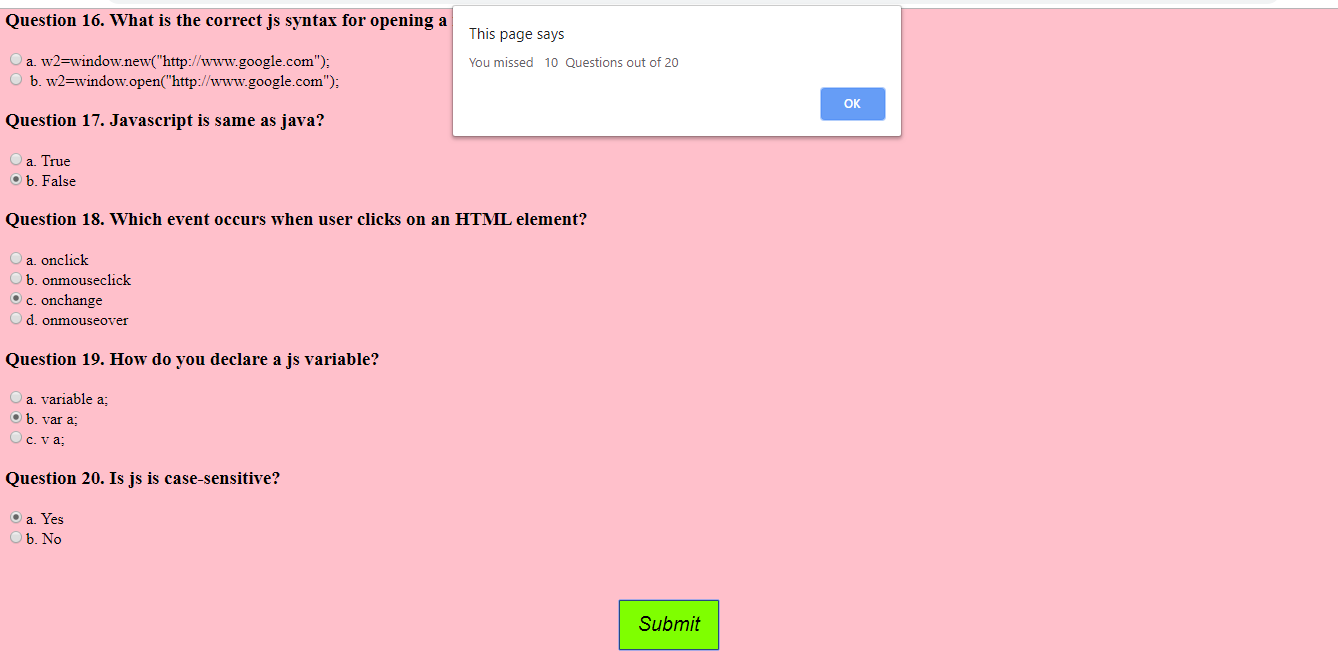 Question 16. What is the correct js syntax for opening a
a. w2=window.new("http://www.google.com");
b. w2=window.open("http://www.google.com");
Question 17. Javascript is same as java?
a. True
b. False
Question 18. Which event occurs when user clicks on an HTML element?
a. onclick
b. onmouseclick
c. onchange
d. onmouseover
Question 19. How do you declare a js variable?
a. variable a;
b. var a;
c. v a;
Question 20. Is js is case-sensitive?
a. Yes
b. No
Submit
This page says
You missed 10 Questions out of 20
OK